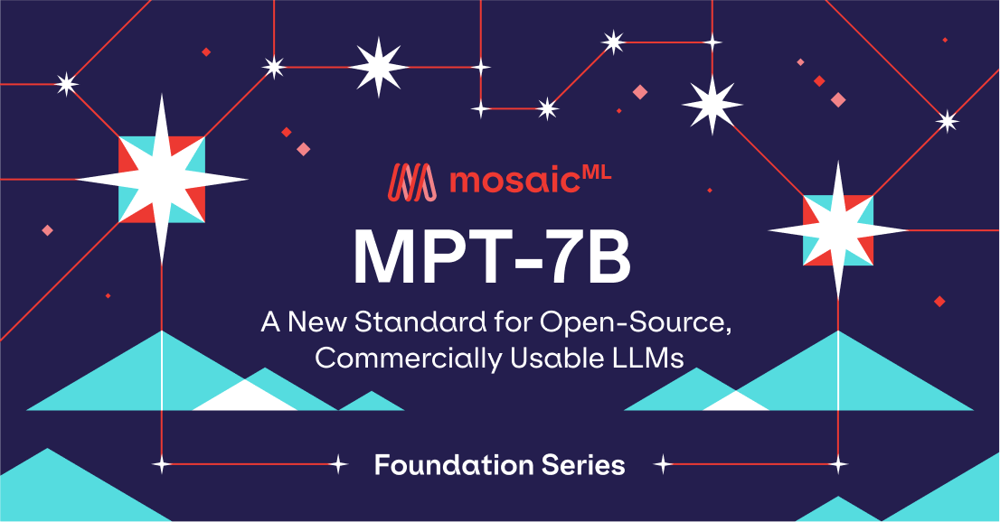 mosaicML
MPT-7B
A New Standard for Open-Source,
Commercially Usable LLMs
Foundation Series